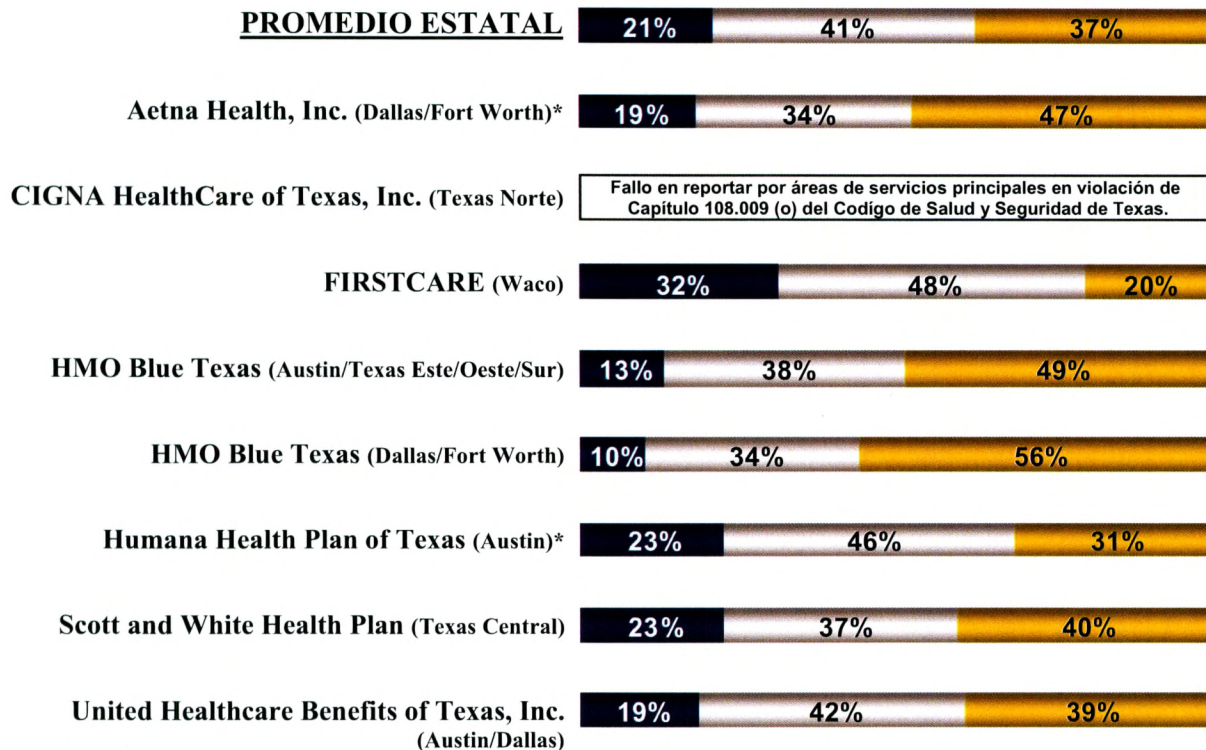 PROMEDIO ESTATAL 21% 41% 37%
Aetna Health, Inc. (Dallas/Fort Worth)* 19% 34% 47%
CIGNA HealthCare of Texas, Inc. (Texas Norte)
Fallo en reportar por áreas de servicios principales en violación de
Capítulo 108.009 (o) del Codígo de Salud y Seguridad de Texas.
FIRSTCARE (Waco) 32% 48% 20%
HMO Blue Texas (Austin/Texas Este/Oeste/Sur) 13% 38% 49%
HMO Blue Texas (Dallas/Fort Worth) 10% 34% 56%
Humana Health Plan of Texas (Austin)* 23% 46% 31%
Scott and White Health Plan (Texas Central) 23% 37% 40%
United Healthcare Benefits of Texas, Inc. 19% 42% 39%
(Austin/Dallas)